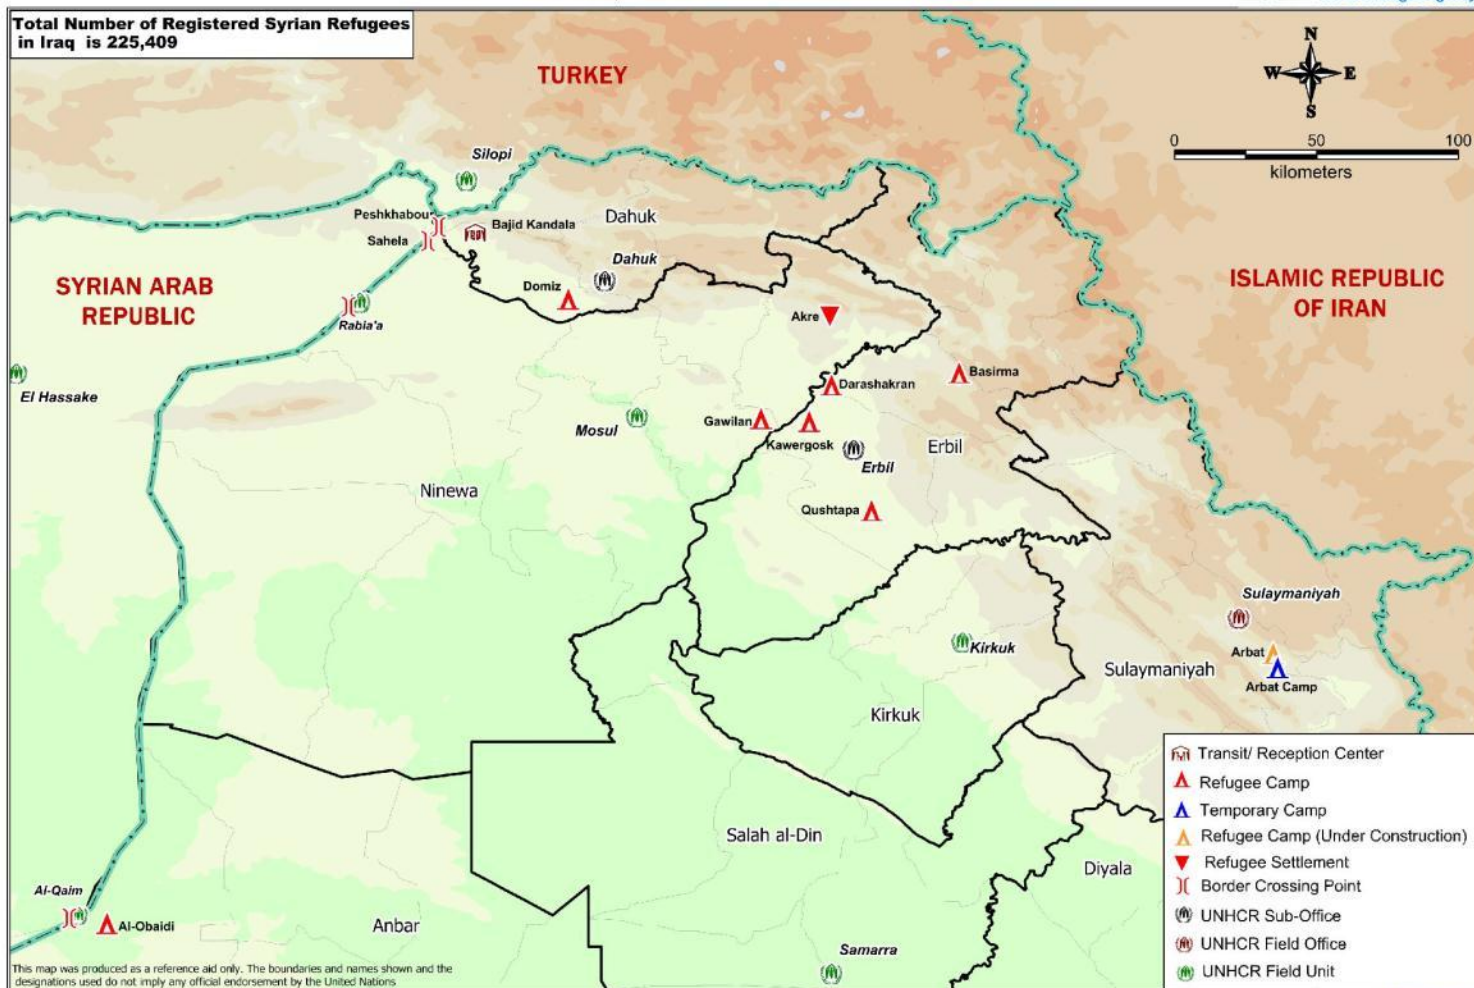 Total Number of Registered Syrian Refugees
in Iraq is 225,409
TURKEY
N
W E
S
0 50 100
kilometers
Silopi
Peshkhabour
Bajid Kandala
Dahuk
Sahela
Dahuk
SYRIAN ARAB
REPUBLIC
ISLAMIC REPUBLIC
OF IRAN
Domiz
Rabia'a
Akre
El Hassake
Basirma
Darashakran
Mosul
Gawilan
Kawergosk
Erbil
Erbil
Ninewa
Qushtapa
Sulaymaniyah
Kirkuk
Arbat
Sulaymaniyah
Arbat Camp
Kirkuk
Salah al-Din
Diyala
Al-Qaim
Al-Obaidi
Anbar
Samarra
Transit/ Reception Center
Refugee Camp
Temporary Camp
Refugee Camp (Under Construction)
Refugee Settlement
Border Crossing Point
UNHCR Sub-Office
UNHCR Field Office
UNHCR Field Unit
This map was produced as a reference aid only. The boundaries and names shown and the
designations used do not imply any official endorsement by the United Nations